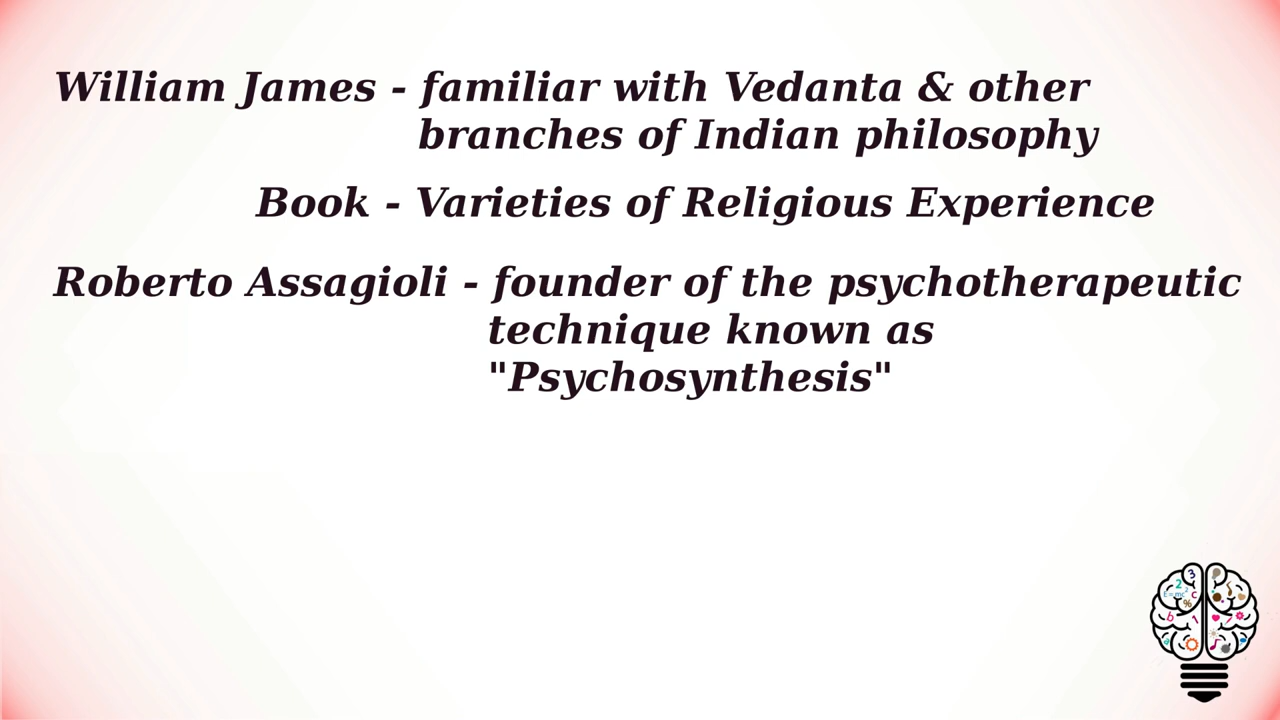 William James - familiar with Vedanta & other
branches of Indian philosophy
Book - Varieties of Religious Experience
Roberto Assagioli - founder of the psychotherapeutic
technique known as
"Psychosynthesis"